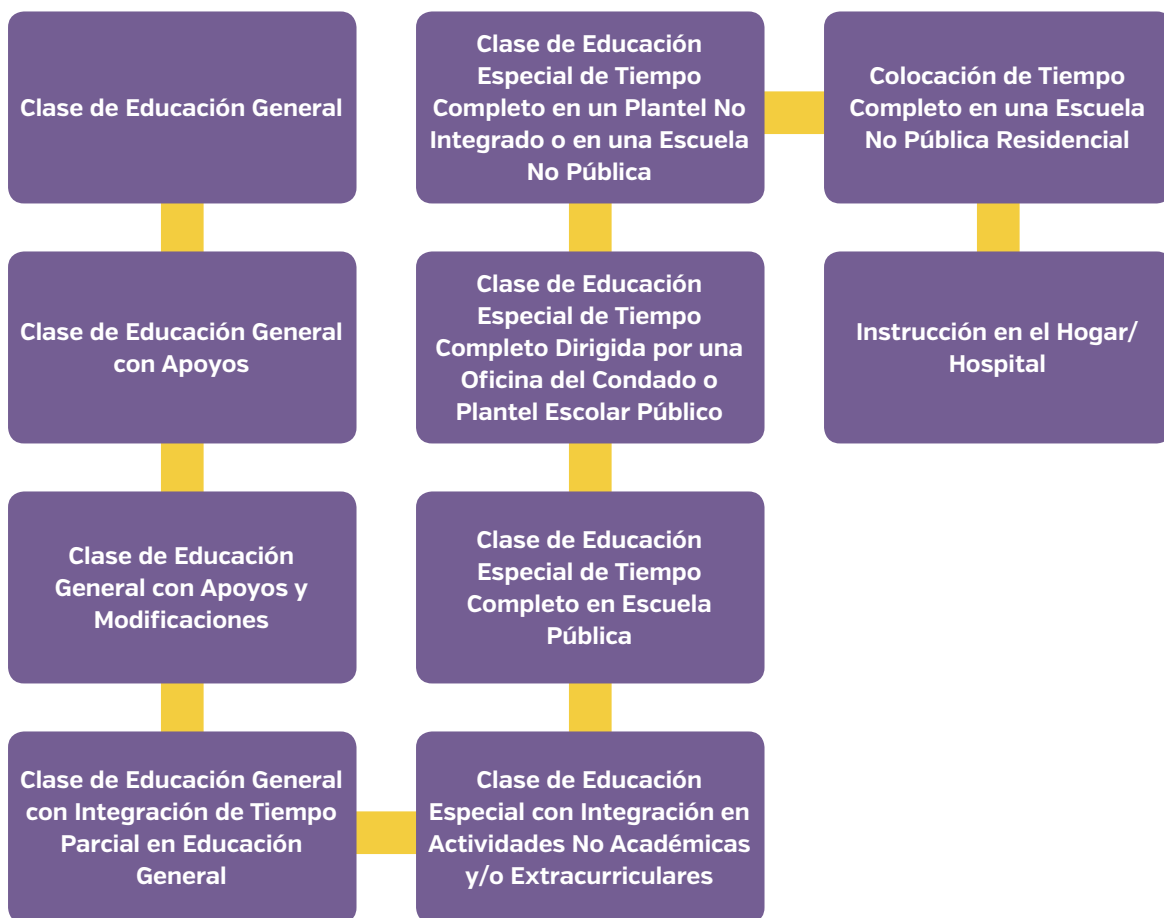 Clase de Educación General
Clase de Educación General
con Apoyos
Clase de Educación
General con Apoyos y
Modificaciones
Clase de Educación General
con Integración de Tiempo
Parcial en Educación
General
Clase de Educación
Especial con Integración en
Actividades No Académicas
y/o Extracurriculares
Clase de Educación
Especial de Tiempo
Completo en Escuela
Pública
Clase de Educación
Especial de Tiempo
Completo Dirigida por una
Oficina del Condado o
Plantel Escolar Público
Clase de Educación
Especial de Tiempo
Completo en un Plantel No
Integrado o en una Escuela
No Pública
Colocación de Tiempo
Completo en una Escuela
No Pública Residencial
Instrucción en el Hogar/
Hospital